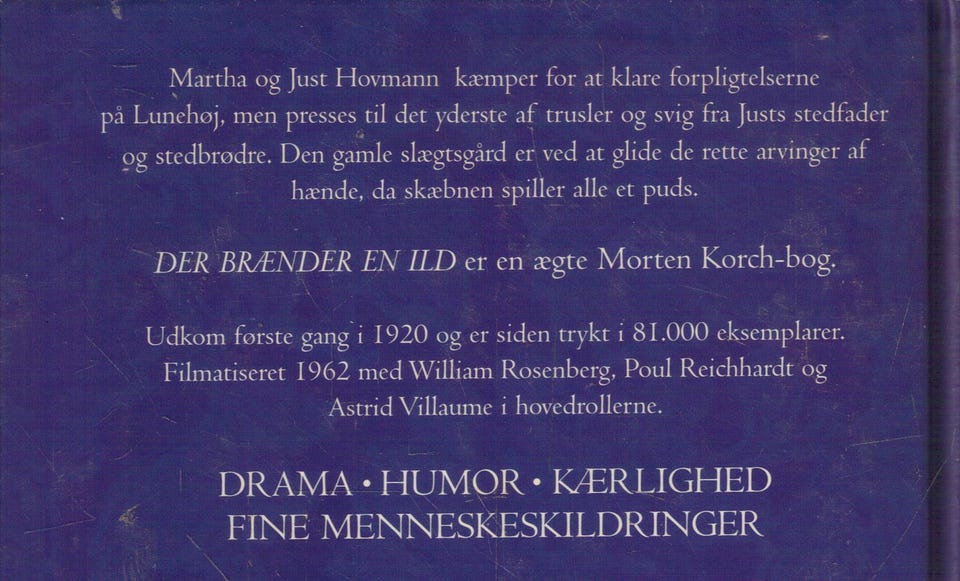 Martha og Just Hovmann kæmper for at klare forpligtelserne
på Lunehøj, men presses til det yderste af trusler og svig fra Justs stedfader
og stedbrødre. Den gamle slægtsgård er ved at glide de rette arvinger af
hænde, da skæbnen spiller alle et puds.
DER BRÆNDER EN ILD er en ægte Morten Korch-bog.
Udkom første gang i 1920 og er siden trykt i 81.000 eksemplarer.
Filmatiseret 1962 med William Rosenberg, Poul Reichhardt og
Astrid Villaume i hovedrollerne.
DRAMA • HUMOR • KÆRLIGHED
FINE MENNESKESKILDRINGER